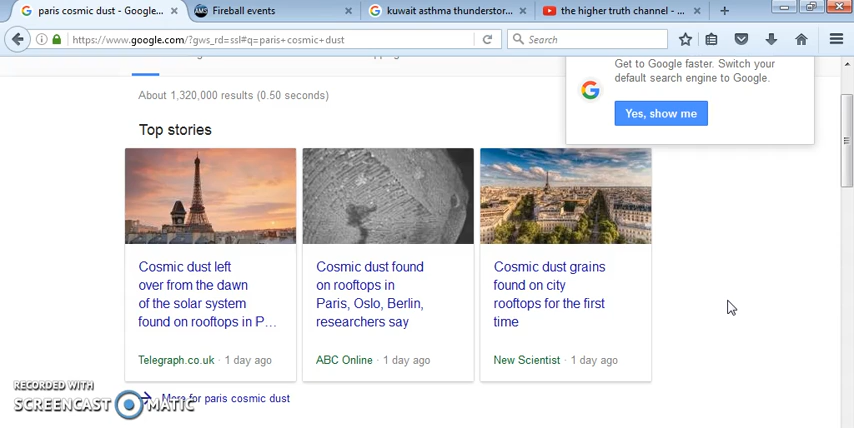 paris cosmic dust - Google...
Fireball events
kuwait asthma thunderstor...
the higher truth channel - ...
https://www.google.com/?gws_rd=ssl#q=paris+cosmic+dust
Search
Get to Google faster. Switch your
default search engine to Google.
Yes, show me
About 1,320,000 results (0.50 seconds)
Top stories
Cosmic dust left
over from the dawn
of the solar system
found on rooftops in P...
Telegraph.co.uk · 1 day ago
Cosmic dust found
on rooftops in
Paris, Oslo, Berlin,
researchers say
ABC Online · 1 day ago
Cosmic dust grains
found on city
rooftops for the first
time
New Scientist · 1 day ago
More for paris cosmic dust
RECORDED WITH
SCREENCAST MATIC